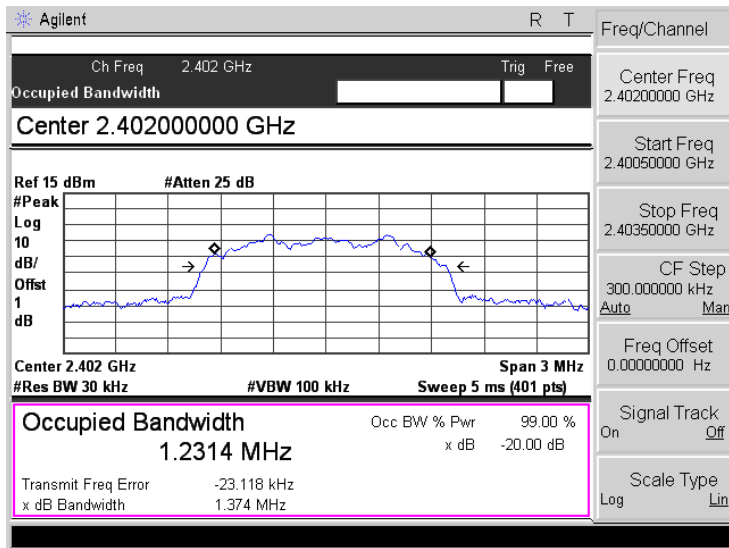 Agilent R T
Ch Freq 2.402 GHz Trig Free
Occupied Bandwidth
Center 2.402000000 GHz
Ref 15 dBm #Atten 25 dB
#Peak
Log
10
dB/
Offst
1
dB
Center 2.402 GHz Span 3 MHz
#Res BW 30 kHz #VBW 100 kHz Sweep 5 ms (401 pts)
Occupied Bandwidth
1.2314 MHz
Occ BW % Pwr 99.00 %
x dB -20.00 dB
Transmit Freq Error -23.118 kHz
x dB Bandwidth 1.374 MHz
Freq/Channel
Center Freq
2.40200000 GHz
Start Freq
2.40050000 GHz
Stop Freq
2.40350000 GHz
CF Step
300.000000 kHz
Auto Man
Freq Offset
0.00000000 Hz
Signal Track
On Off
Scale Type
Log Lin